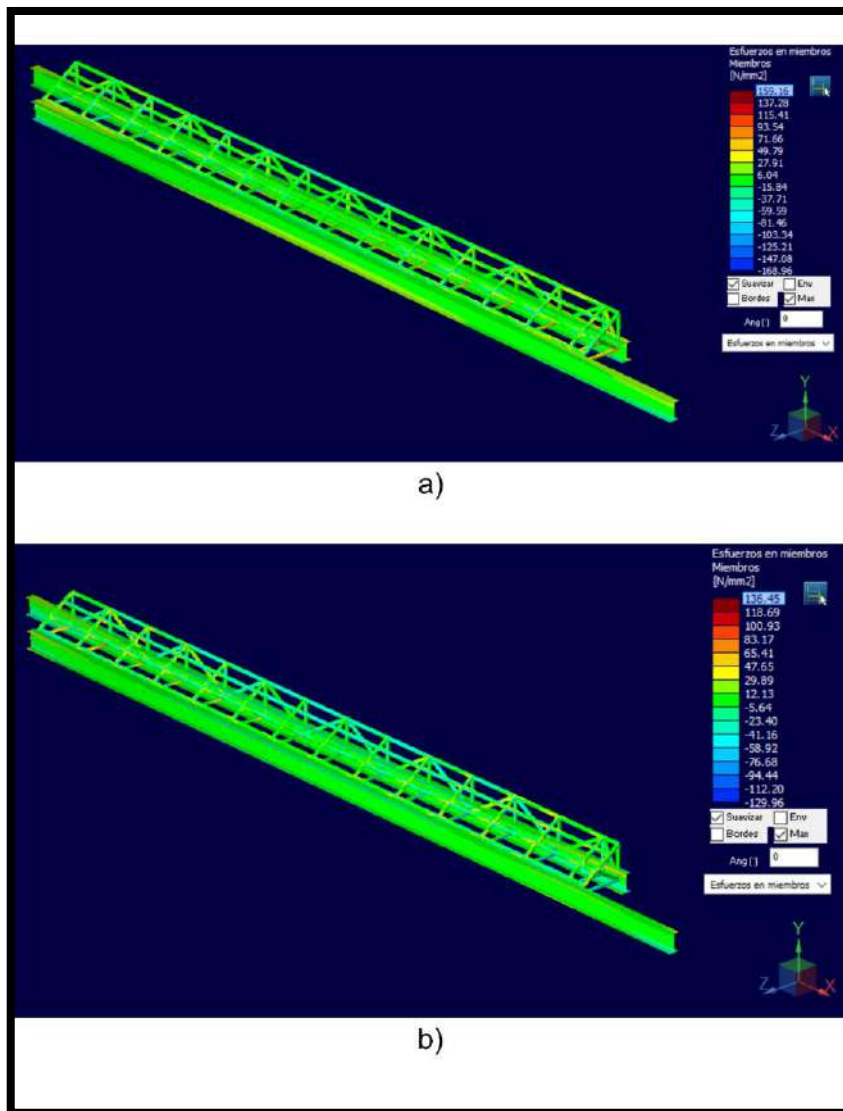 Esfuerzos en miembros
Miembros
[N/mm2]
159.16
137.28
115.41
93.54
71.66
49.79
27.91
6.04
-15.84
-37.71
-59.59
-81.46
-103.34
-125.21
-147.08
-168.96
Suavizar Env
Bordes Max
Ang (°) 0
Esfuerzos en miembros
Y
Z X
a)
Esfuerzos en miembros
Miembros
[N/mm2]
136.45
118.69
100.93
83.17
65.41
47.65
29.89
12.13
-5.64
-23.40
-41.16
-58.92
-76.68
-94.44
-112.20
-129.96
Suavizar Env
Bordes Max
Ang (°) 0
Esfuerzos en miembros
Y
Z X
b)